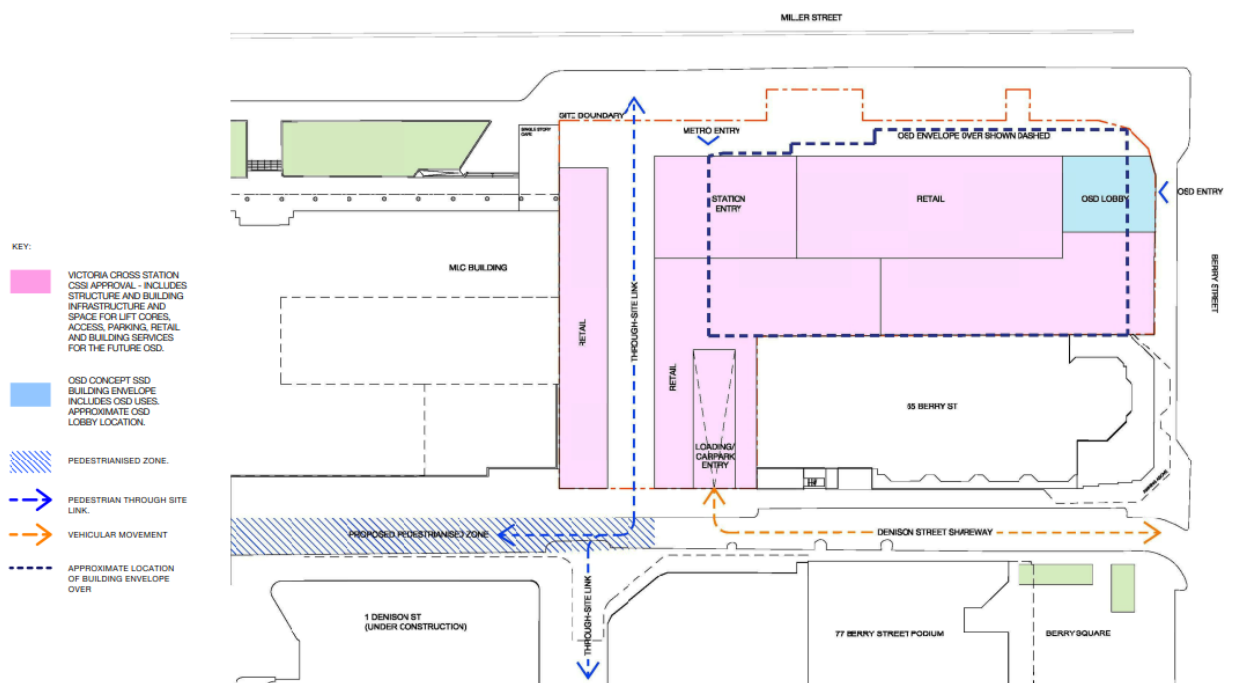 MILLER STREET
SITE BOUNDARY
SINGLE STOREY
CAFE
METRO ENTRY
OSD ENVELOPE OVER SHOWN DASHED
STATION
ENTRY
RETAIL
OSD LOBBY
OSD ENTRY
KEY:
VICTORIA CROSS STATION
CSSI APPROVAL - INCLUDES
STRUCTURE AND BUILDING
INFRASTRUCTURE AND
SPACE FOR LIFT CORES,
ACCESS, PARKING, RETAIL
AND BUILDING SERVICES
FOR THE FUTURE OSD.
OSD CONCEPT SSD
BUILDING ENVELOPE
INCLUDES OSD USES.
APPROXIMATE OSD
LOBBY LOCATION.
PEDESTRIANISED ZONE.
PEDESTRIAN THROUGH SITE
LINK.
VEHICULAR MOVEMENT
APPROXIMATE LOCATION
OF BUILDING ENVELOPE
OVER
MLC BUILDING
RETAIL
THROUGH-SITE LINK
RETAIL
LOADING/
CARPARK
ENTRY
65 BERRY ST
BERRY STREET
PROPOSED PEDESTRIANISED ZONE
DENISON STREET SHAREWAY
THROUGH-SITE LINK
1 DENISON ST
(UNDER CONSTRUCTION)
77 BERRY STREET PODIUM
BERRY SQUARE